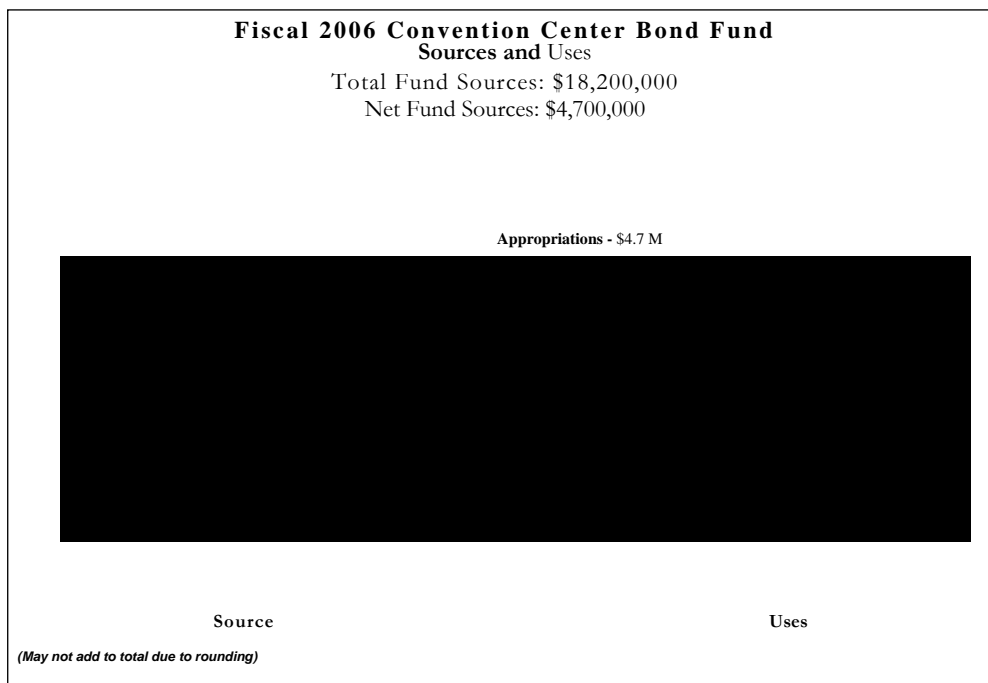 Fiscal 2006 Convention Center Bond Fund
Sources and Uses
Total Fund Sources: $18,200,000
Net Fund Sources: $4,700,000
Appropriations - $4.7 M
Source
Uses
(May not add to total due to rounding)